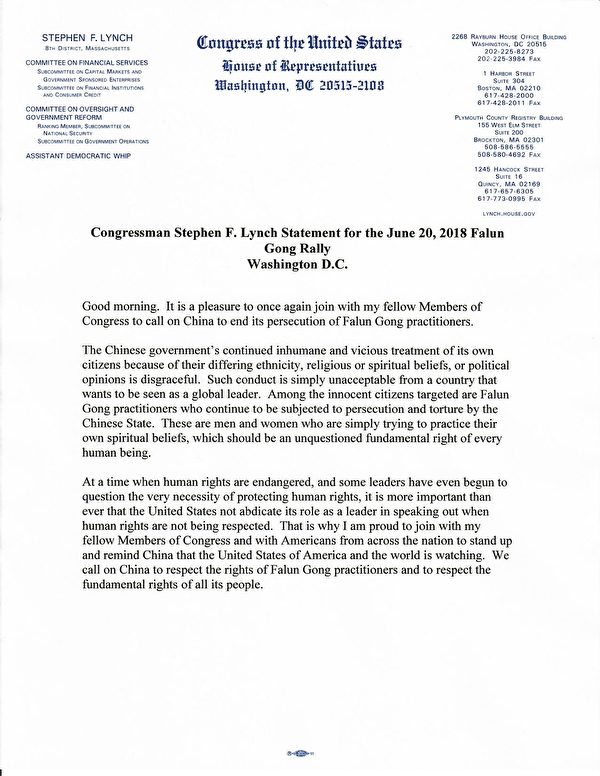 STEPHEN F. LYNCH
8TH DISTRICT, MASSACHUSETTS
COMMITTEE ON FINANCIAL SERVICES
SUBCOMMITTEE ON CAPITAL MARKETS AND
GOVERNMENT SPONSORED ENTERPRISES
SUBCOMMITTEE ON FINANCIAL INSTITUTIONS
AND CONSUMER CREDIT
COMMITTEE ON OVERSIGHT AND
GOVERNMENT REFORM
RANKING MEMBER, SUBCOMMITTEE ON
NATIONAL SECURITY
SUBCOMMITTEE ON GOVERNMENT OPERATIONS
ASSISTANT DEMOCRATIC WHIP
Congress of the United States
House of Representatives
Washington, DC 20515-2108
2268 RAYBURN HOUSE OFFICE BUILDING
WASHINGTON, DC 20515
202-225-8273
202-225-3984 FAX
1 HARBOR STREET
SUITE 304
BOSTON, MA 02210
617-428-2000
617-428-2011 FAX
PLYMOUTH COUNTY REGISTRY BUILDING
155 WEST ELM STREET
SUITE 200
BROCKTON, MA 02301
508-586-5555
508-580-4692 FAX
1245 HANCOCK STREET
SUITE 16
QUINCY, MA 02169
617-657-6305
617-773-0995 FAX
LYNCH.HOUSE.GOV
Congressman Stephen F. Lynch Statement for the June 20, 2018 Falun
Gong Rally
Washington D.C.
Good morning. It is a pleasure to once again join with my fellow Members of
Congress to call on China to end its persecution of Falun Gong practitioners.
The Chinese government's continued inhumane and vicious treatment of its own
citizens because of their differing ethnicity, religious or spiritual beliefs, or political
opinions is disgraceful. Such conduct is simply unacceptable from a country that
wants to be seen as a global leader. Among the innocent citizens targeted are Falun
Gong practitioners who continue to be subjected to persecution and torture by the
Chinese State. These are men and women who are simply trying to practice their
own spiritual beliefs, which should be an unquestioned fundamental right of every
human being.
At a time when human rights are endangered, and some leaders have even begun to
question the very necessity of protecting human rights, it is more important than
ever that the United States not abdicate its role as a leader in speaking out when
human rights are not being respected. That is why I am proud to join with my
fellow Members of Congress and with Americans from across the nation to stand up
and remind China that the United States of America and the world is watching. We
call on China to respect the rights of Falun Gong practitioners and to respect the
fundamental rights of all its people.